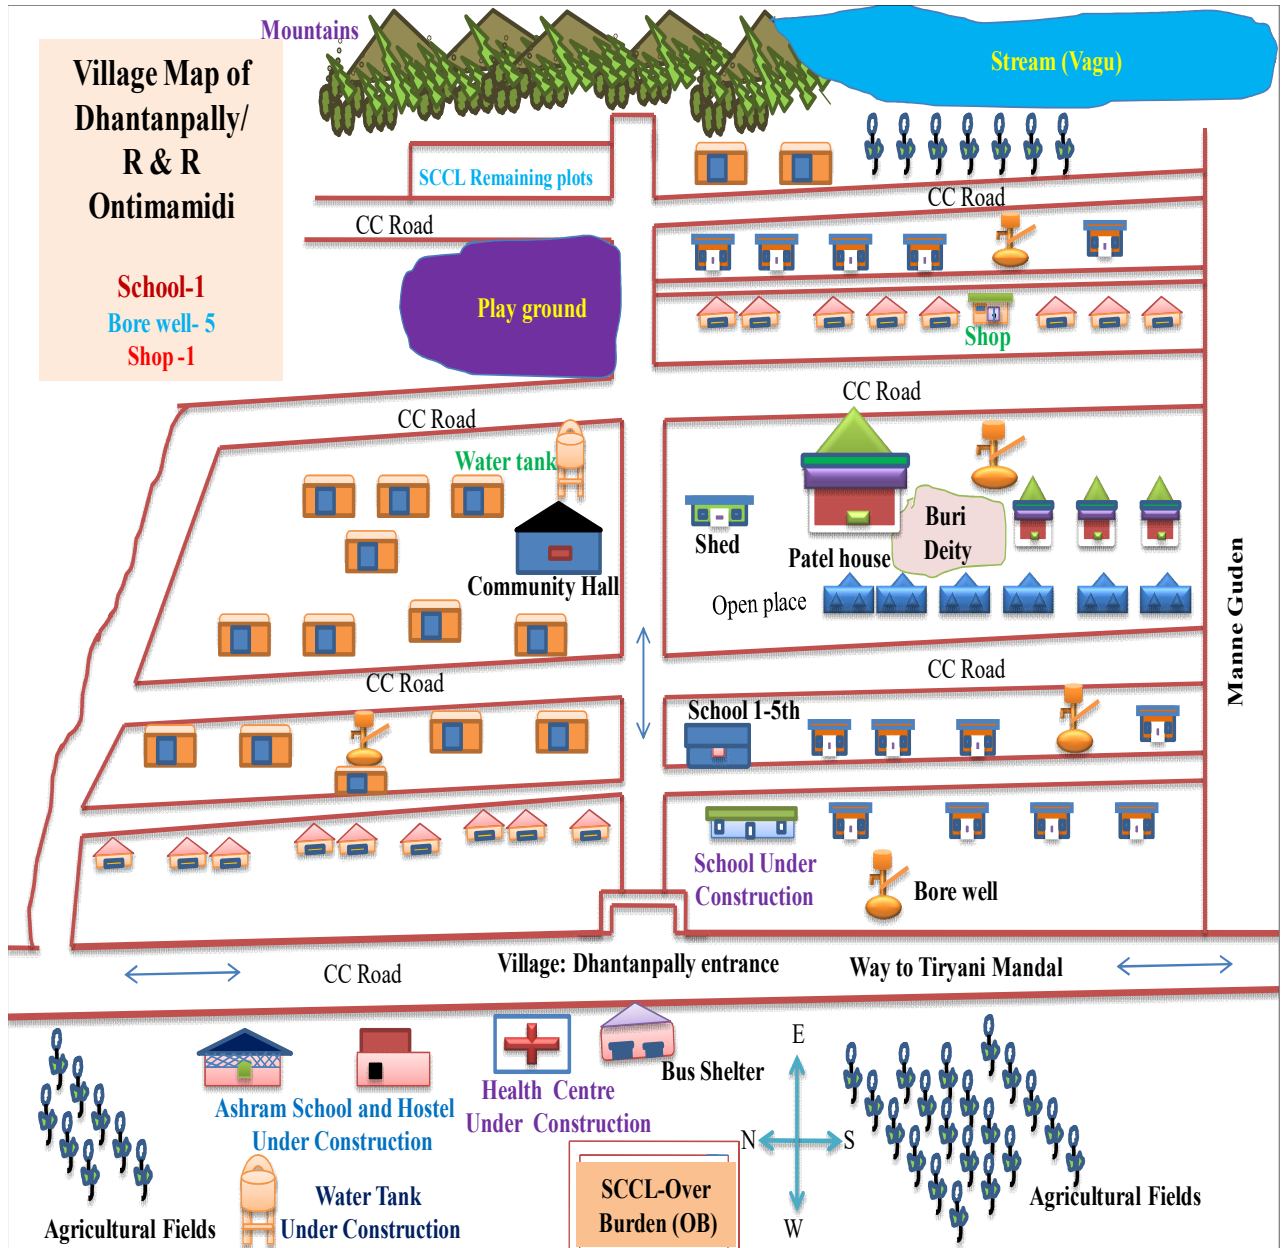 Mountains
Stream (Vagu)
Village Map of
Dhantanpally/
R & R
Ontimamidi
School-1
Bore well- 5
Shop -1
SCCL Remaining plots
CC Road
CC Road
Play ground
Shop
CC Road
CC Road
Water tank
Community Hall
Shed
Patel house
Buri
Deity
Open place
Manne Guden
CC Road
CC Road
School 1-5th
School Under
Construction
Bore well
Village: Dhantanpally entrance
Way to Tiryani Mandal
CC Road
Bus Shelter
Health Centre
Under Construction
Ashram School and Hostel
Under Construction
E
N
S
W
Water Tank
Under Construction
SCCL-Over
Burden (OB)
Agricultural Fields
Agricultural Fields